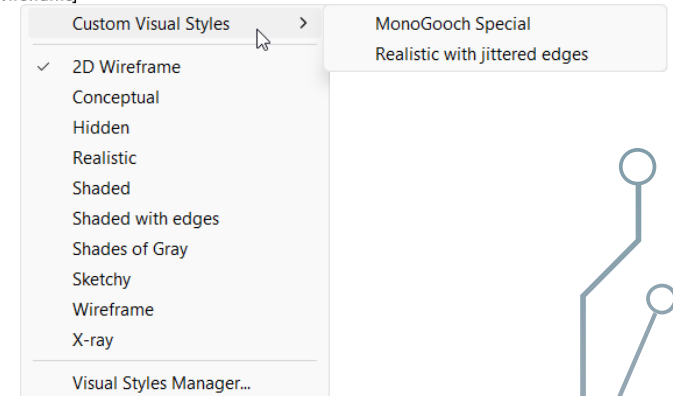 Custom Visual Styles
MonoGooch Special
Realistic with jittered edges
2D Wireframe
Conceptual
Hidden
Realistic
Shaded
Shaded with edges
Shades of Gray
Sketchy
Wireframe
X-ray
Visual Styles Manager...